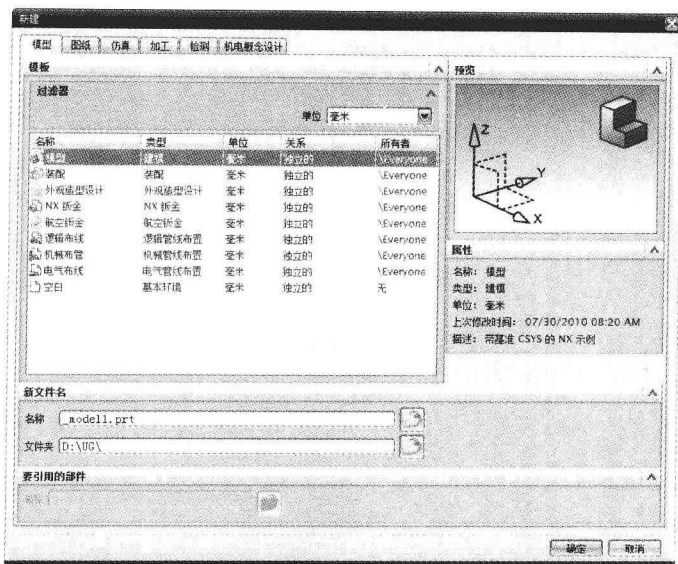 新建
模型 图纸 仿真 加工 检测 机电概念设计
模板
过滤器
单位 毫米
名称 类型 单位 关系 所有者
模型 建模 毫米 独立的 \Everyone
装配 装配 毫米 独立的 \Everyone
外观造型设计 外观造型设计 毫米 独立的 \Everyone
NX 钣金 NX 钣金 毫米 独立的 \Everyone
航空钣金 航空钣金 毫米 独立的 \Everyone
逻辑布线 逻辑管线布置 毫米 独立的 \Everyone
机械布管 机械管线布置 毫米 独立的 \Everyone
电气布线 电气管线布置 毫米 独立的 \Everyone
空白 基本环境 毫米 独立的 无
预览
Z
Y
X
属性
名称: 模型
类型: 建模
单位: 毫米
上次修改时间: 07/30/2010 08:20 AM
描述: 带基准 CSYS 的 NX 示例
新文件名
名称 _model1.prt
文件夹 D:\UG\
要引用的部件
名称
确定 取消